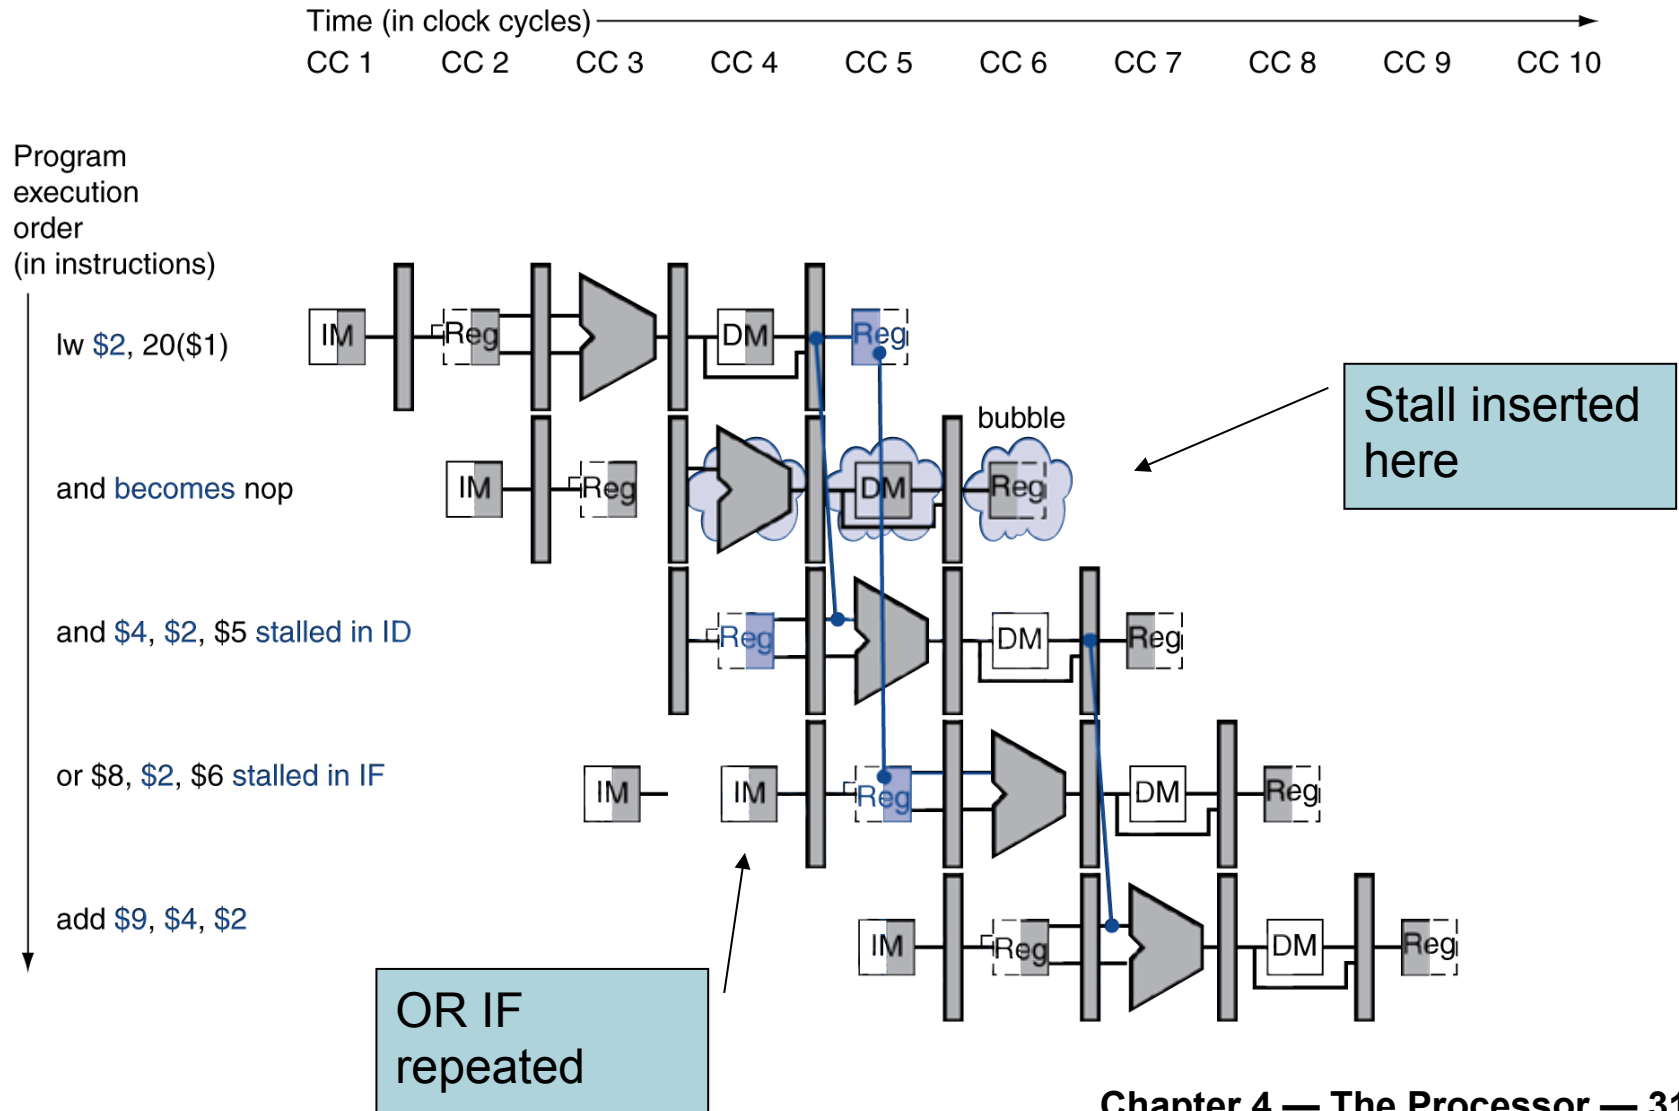 Time (in clock cycles)
CC 1 CC 2 CC 3 CC 4 CC 5 CC 6 CC 7 CC 8 CC 9 CC 10
Program
execution
order
(in instructions)
lw $2, 20($1)
IM Reg DM Reg
Stall inserted
here
bubble
and becomes nop
IM Reg DM Reg
and $4, $2, $5 stalled in ID
Reg DM Reg
or $8, $2, $6 stalled in IF
IM IM Reg DM Reg
add $9, $4, $2
IM Reg DM Reg
OR IF
repeated
Chapter 4 — The Processor — 31